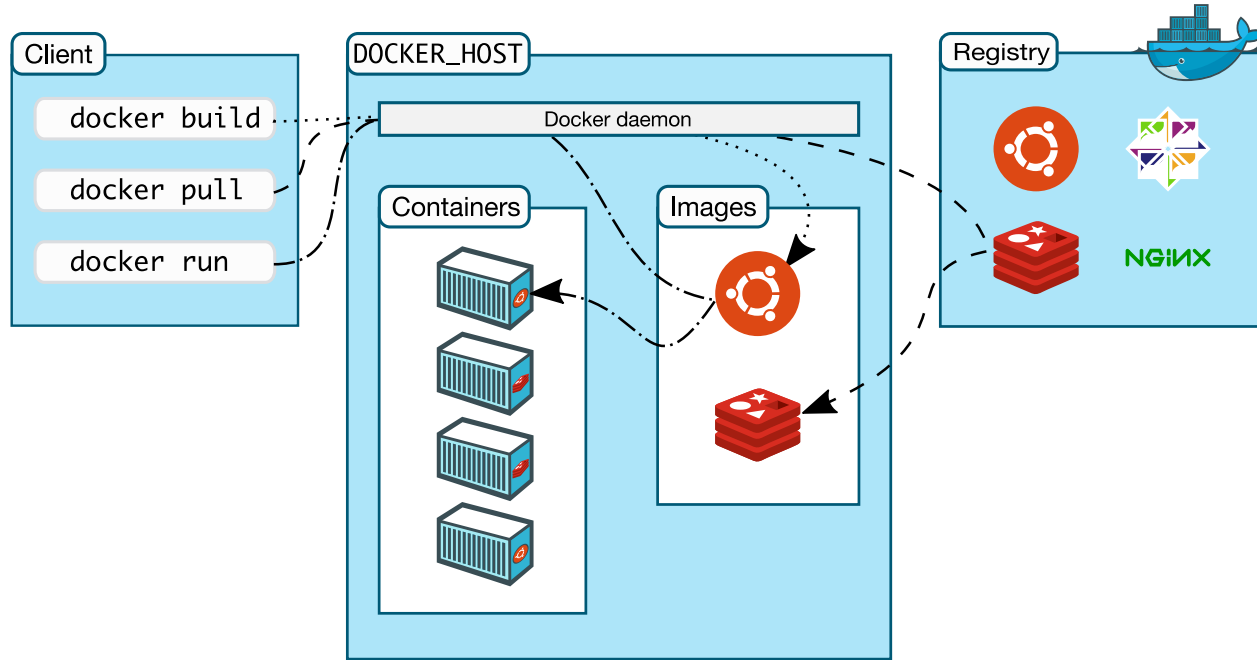 Client
docker build
docker pull
docker run
DOCKER_HOST
Docker daemon
Containers
Images
Registry
NGiNX